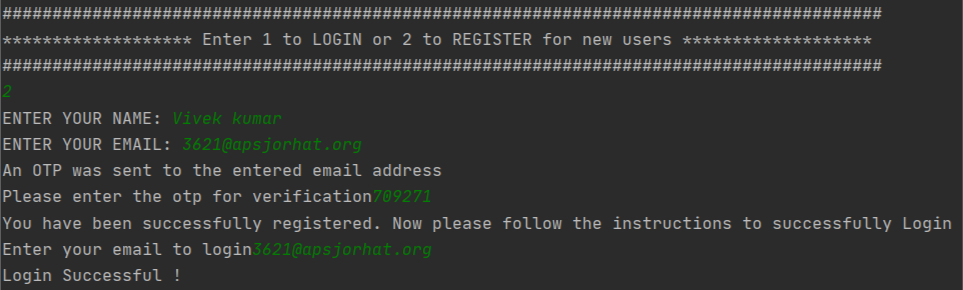 ########################################################################################
******************* Enter 1 to LOGIN or 2 to REGISTER for new users *******************
########################################################################################
2
ENTER YOUR NAME: Vivek kumar
ENTER YOUR EMAIL: 3621@apsjorhat.org
An OTP was sent to the entered email address
Please enter the otp for verification709271
You have been successfully registered. Now please follow the instructions to successfully Login
Enter your email to login3621@apsjorhat.org
Login Successful !